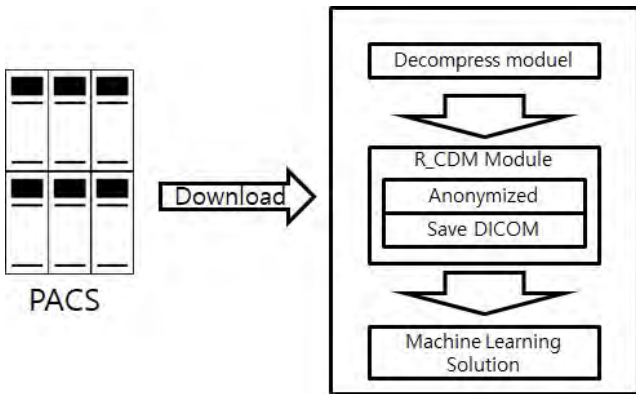 PACS
Download
Decompress moduel
R_CDM Module
Anonymized
Save DICOM
Machine Learning
Solution